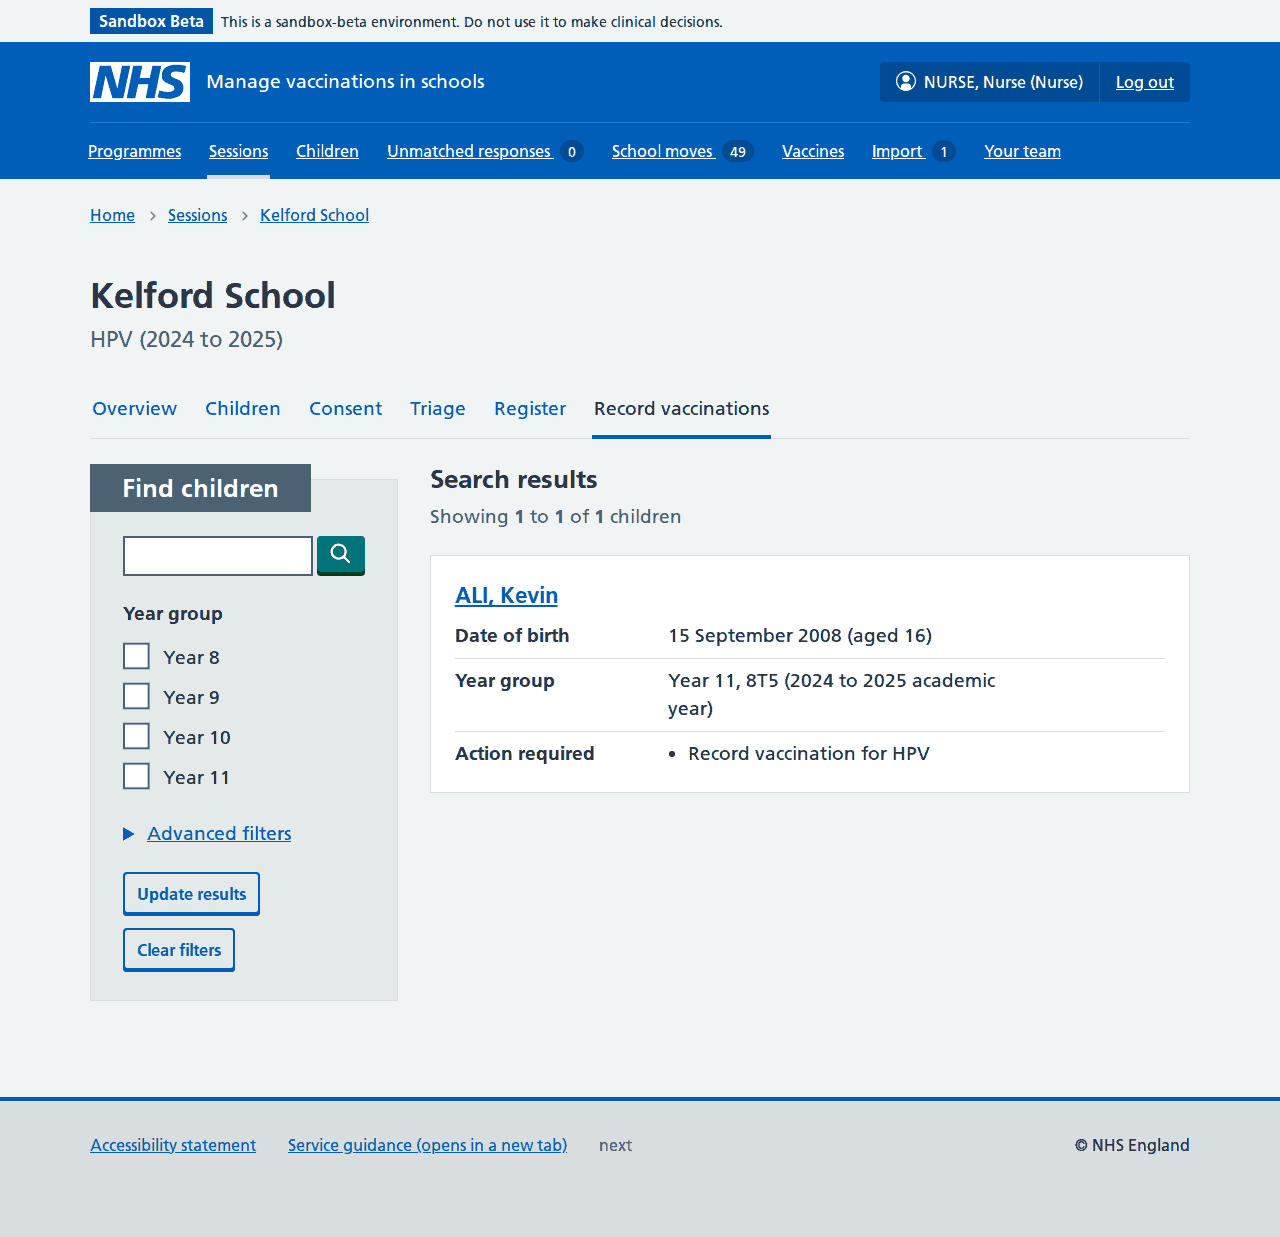 Sandbox Beta This is a sandbox-beta environment. Do not use it to make clinical decisions.
NHS Manage vaccinations in schools NURSE, Nurse (Nurse) Log out
Programmes Sessions Children Unmatched responses 0 School moves 49 Vaccines Import 1 Your team
Home Sessions Kelford School
Kelford School
HPV (2024 to 2025)
Overview Children Consent Triage Register Record vaccinations
Find children
Year group
Year 8
Year 9
Year 10
Year 11
Advanced filters
Update results
Clear filters
Search results
Showing 1 to 1 of 1 children
ALI, Kevin
Date of birth 15 September 2008 (aged 16)
Year group Year 11, 8T5 (2024 to 2025 academic
year)
Action required • Record vaccination for HPV
Accessibility statement Service guidance (opens in a new tab) next © NHS England